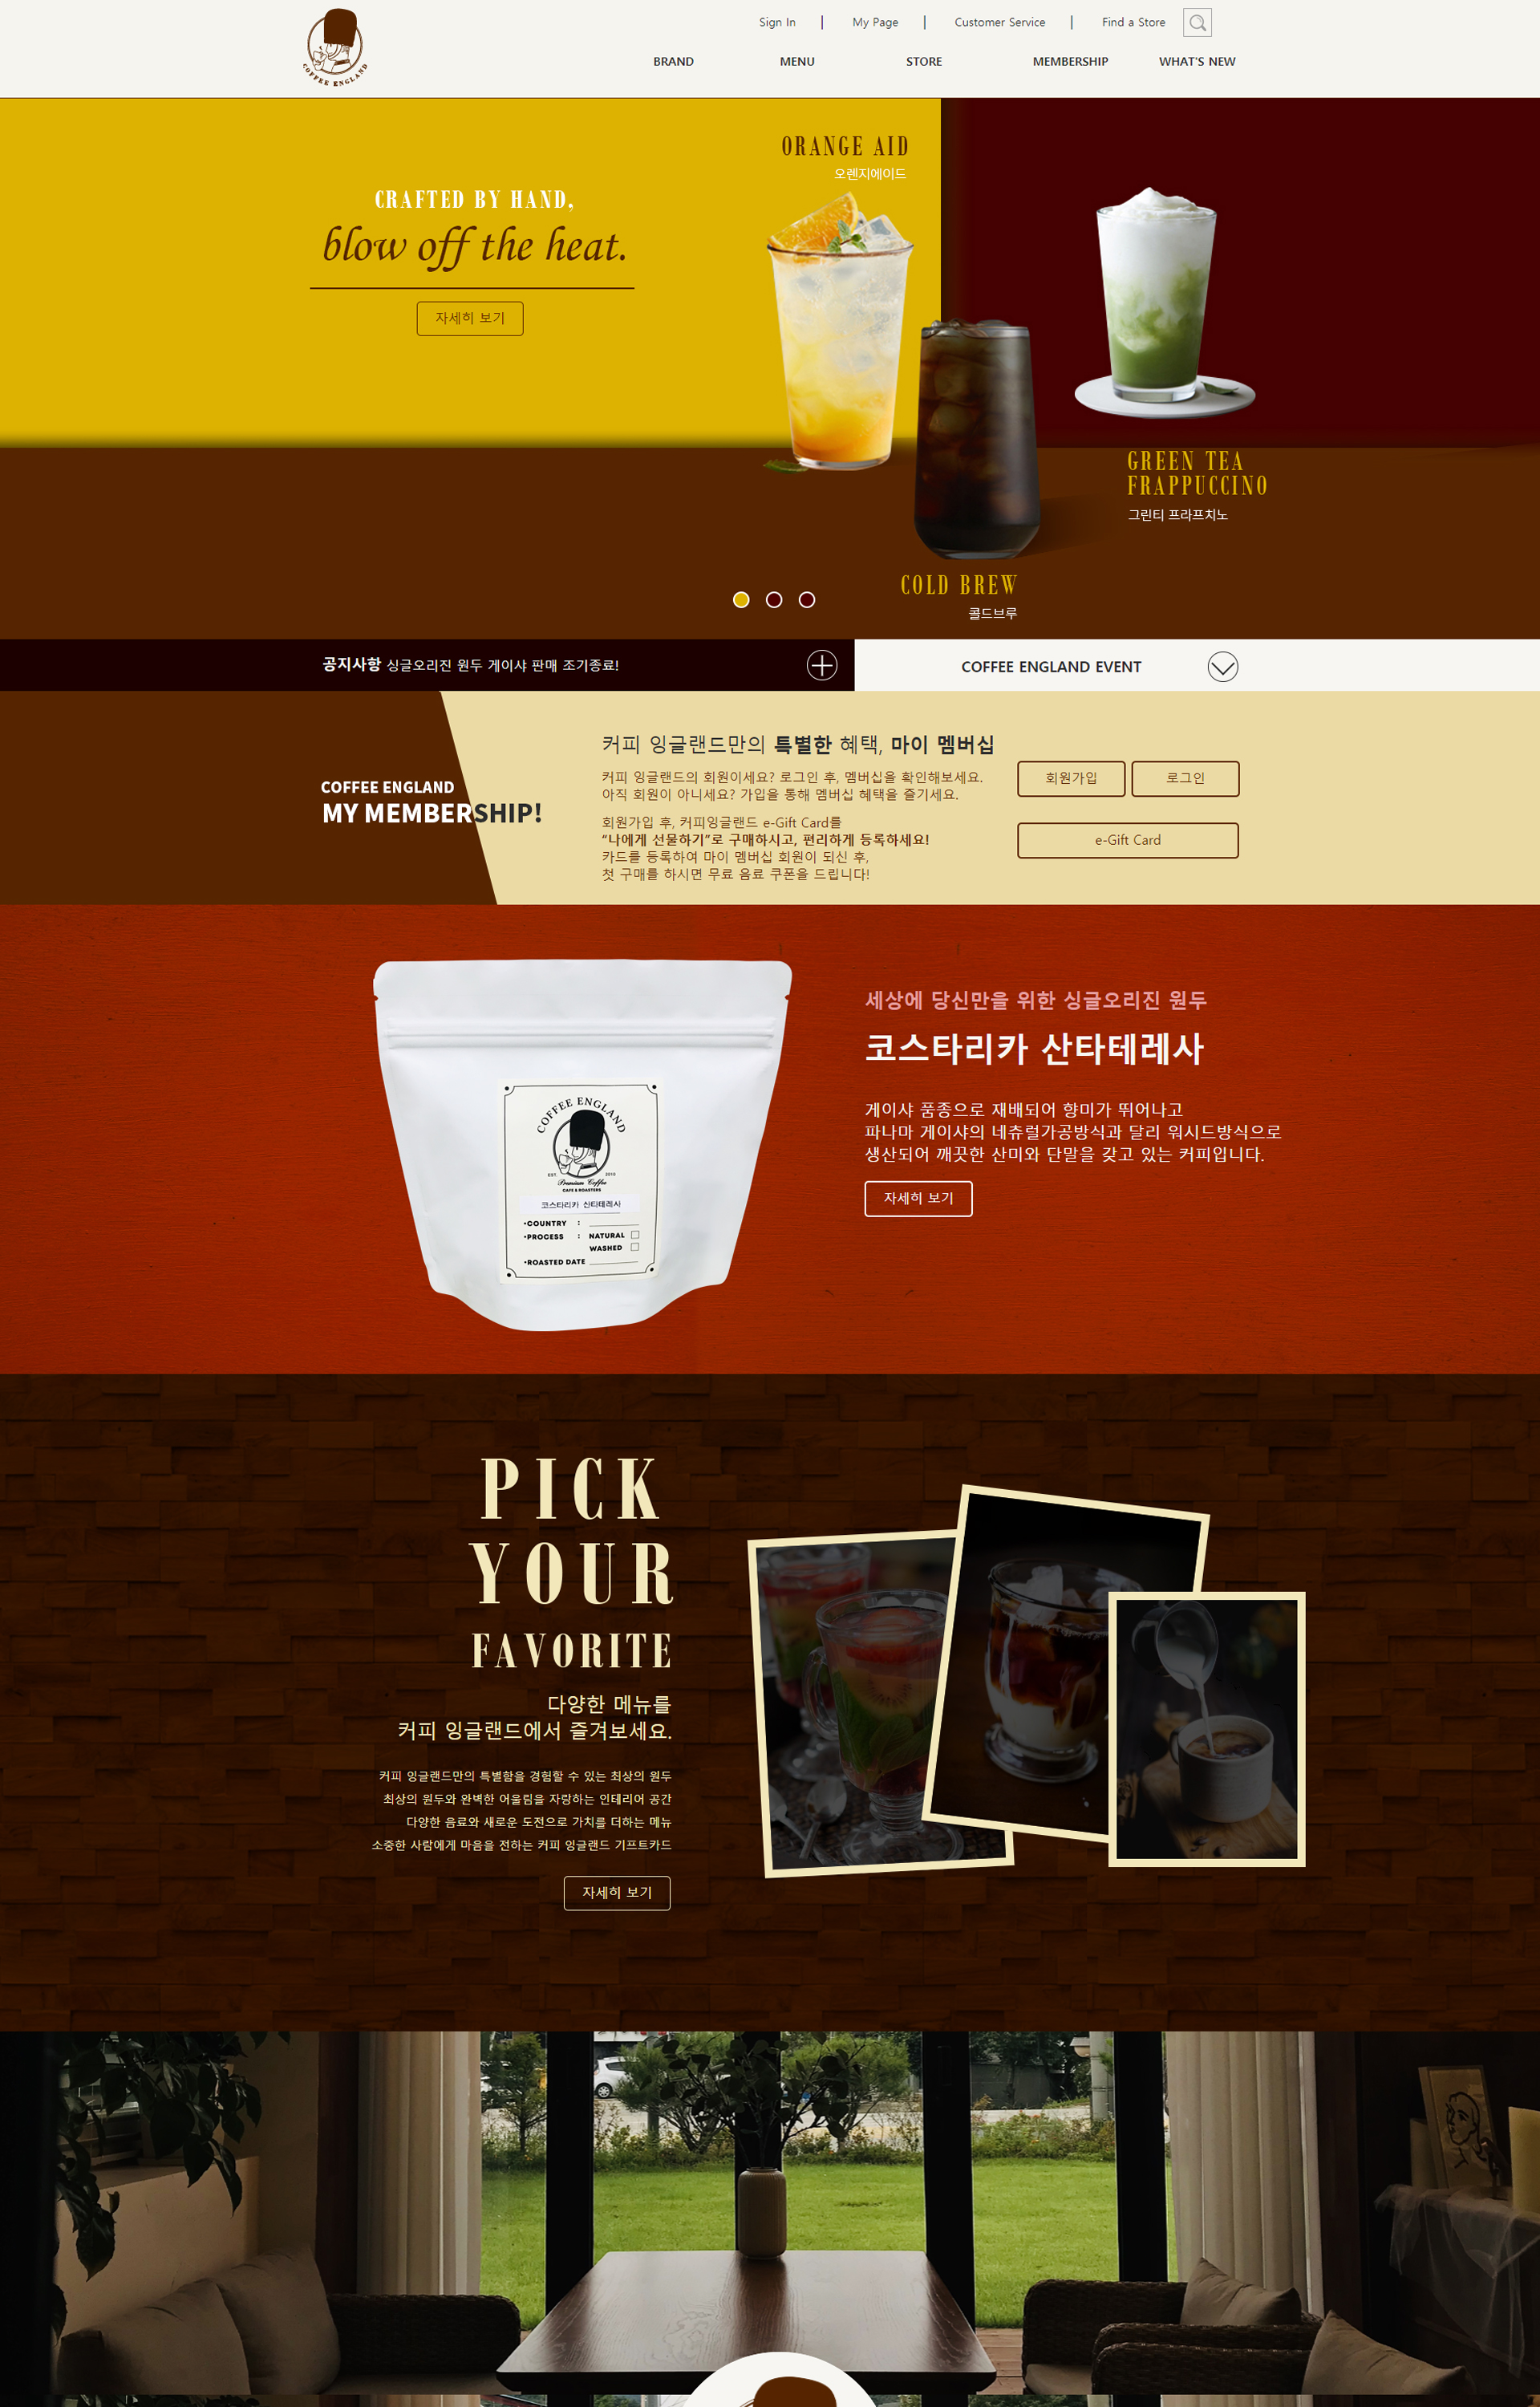 COFFEE ENGLAND
Sign In | My Page | Customer Service | Find a Store
BRAND MENU STORE MEMBERSHIP WHAT'S NEW
CRAFTED BY HAND,
blow off the heat.
자세히 보기
ORANGE AID
오렌지에이드
GREEN TEA
FRAPPUCCINO
그린티 프라프치노
COLD BREW
콜드브루
공지사항 싱글오리진 원두 게이샤 판매 조기종료!
COFFEE ENGLAND EVENT
COFFEE ENGLAND
MY MEMBERSHIP!
커피 잉글랜드만의 특별한 혜택, 마이 멤버십
커피 잉글랜드의 회원이세요? 로그인 후, 멤버십을 확인해보세요.
아직 회원이 아니세요? 가입을 통해 멤버십 혜택을 즐기세요.
회원가입 후, 커피잉글랜드 e-Gift Card를
“나에게 선물하기”로 구매하시고, 편리하게 등록하세요!
카드를 등록하여 마이 멤버십 회원이 되신 후,
첫 구매를 하시면 무료 음료 쿠폰을 드립니다!
회원가입
로그인
e-Gift Card
COFFEE ENGLAND
EST. 2010
Premium Coffee
CAFE & ROASTERS
코스타리카 산타테레사
•COUNTRY :
•PROCESS : NATURAL
WASHED
•ROASTED DATE
세상에 당신만을 위한 싱글오리진 원두
코스타리카 산타테레사
게이샤 품종으로 재배되어 향미가 뛰어나고
파나마 게이샤의 네츄럴가공방식과 달리 워시드방식으로
생산되어 깨끗한 산미와 단말을 갖고 있는 커피입니다.
자세히 보기
PICK
YOUR
FAVORITE
다양한 메뉴를
커피 잉글랜드에서 즐겨보세요.
커피 잉글랜드만의 특별함을 경험할 수 있는 최상의 원두
최상의 원두와 완벽한 어울림을 자랑하는 인테리어 공간
다양한 음료와 새로운 도전으로 가치를 더하는 메뉴
소중한 사람에게 마음을 전하는 커피 잉글랜드 기프트카드
자세히 보기